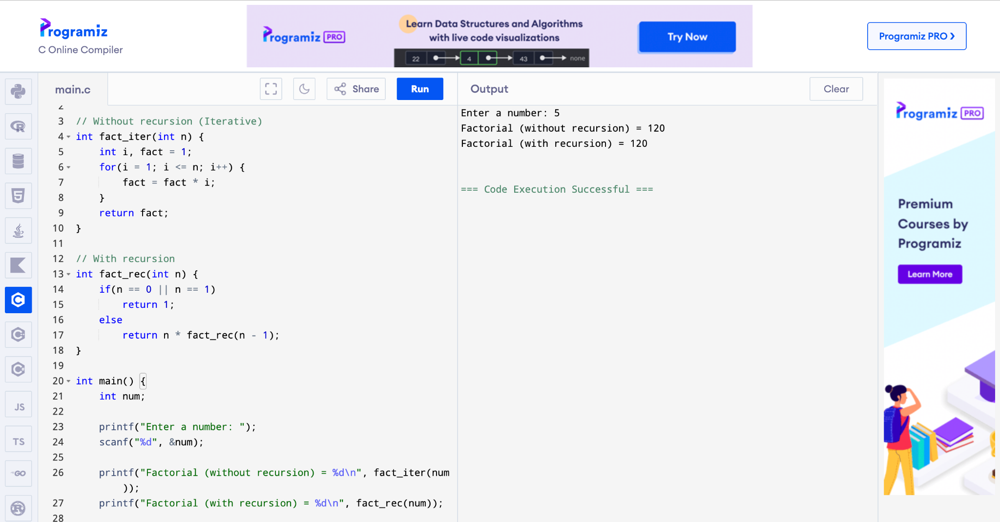 Programiz
C Online Compiler
Programiz PRO
Learn Data Structures and Algorithms
with live code visualizations
22 4 43 none
Try Now
Programiz PRO ❯
main.c
Share
Run
Output
Clear
2
3 // Without recursion (Iterative)
4 int fact_iter(int n) {
5     int i, fact = 1;
6     for(i = 1; i <= n; i++) {
7         fact = fact * i;
8     }
9     return fact;
10 }
11
12 // With recursion
13 int fact_rec(int n) {
14     if(n == 0 || n == 1)
15         return 1;
16     else
17         return n * fact_rec(n - 1);
18 }
19
20 int main() {
21     int num;
22
23     printf("Enter a number: ");
24     scanf("%d", &num);
25
26     printf("Factorial (without recursion) = %d\n", fact_iter(num
        ));
27     printf("Factorial (with recursion) = %d\n", fact_rec(num));
28
Enter a number: 5
Factorial (without recursion) = 120
Factorial (with recursion) = 120
=== Code Execution Successful ===
Programiz PRO
Premium
Courses by
Programiz
Learn More
R
5
C
C
C#
JS
TS
GO
R